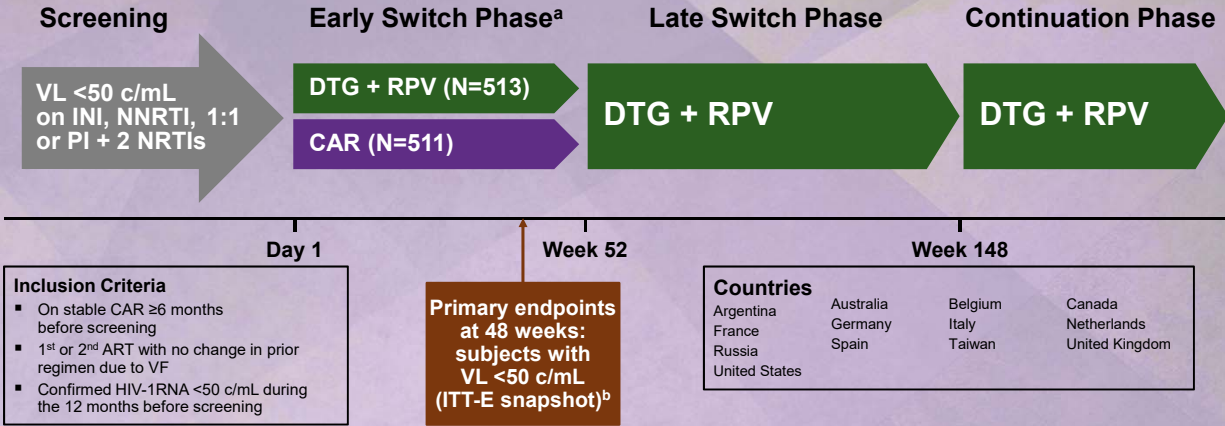 Screening
Early Switch Phaseᵃ
Late Switch Phase
Continuation Phase
VL <50 c/mL
on INI, NNRTI, 1:1
or PI + 2 NRTIs
DTG + RPV (N=513)
CAR (N=511)
DTG + RPV
DTG + RPV
Day 1
Week 52
Week 148
Inclusion Criteria
▪ On stable CAR ≥6 months
before screening
▪ 1st or 2nd ART with no change in prior
regimen due to VF
▪ Confirmed HIV-1RNA <50 c/mL during
the 12 months before screening
Primary endpoints
at 48 weeks:
subjects with
VL <50 c/mL
(ITT-E snapshot)ᵇ
Countries
Argentina
France
Russia
United States
Australia
Germany
Spain
Belgium
Italy
Taiwan
Canada
Netherlands
United Kingdom